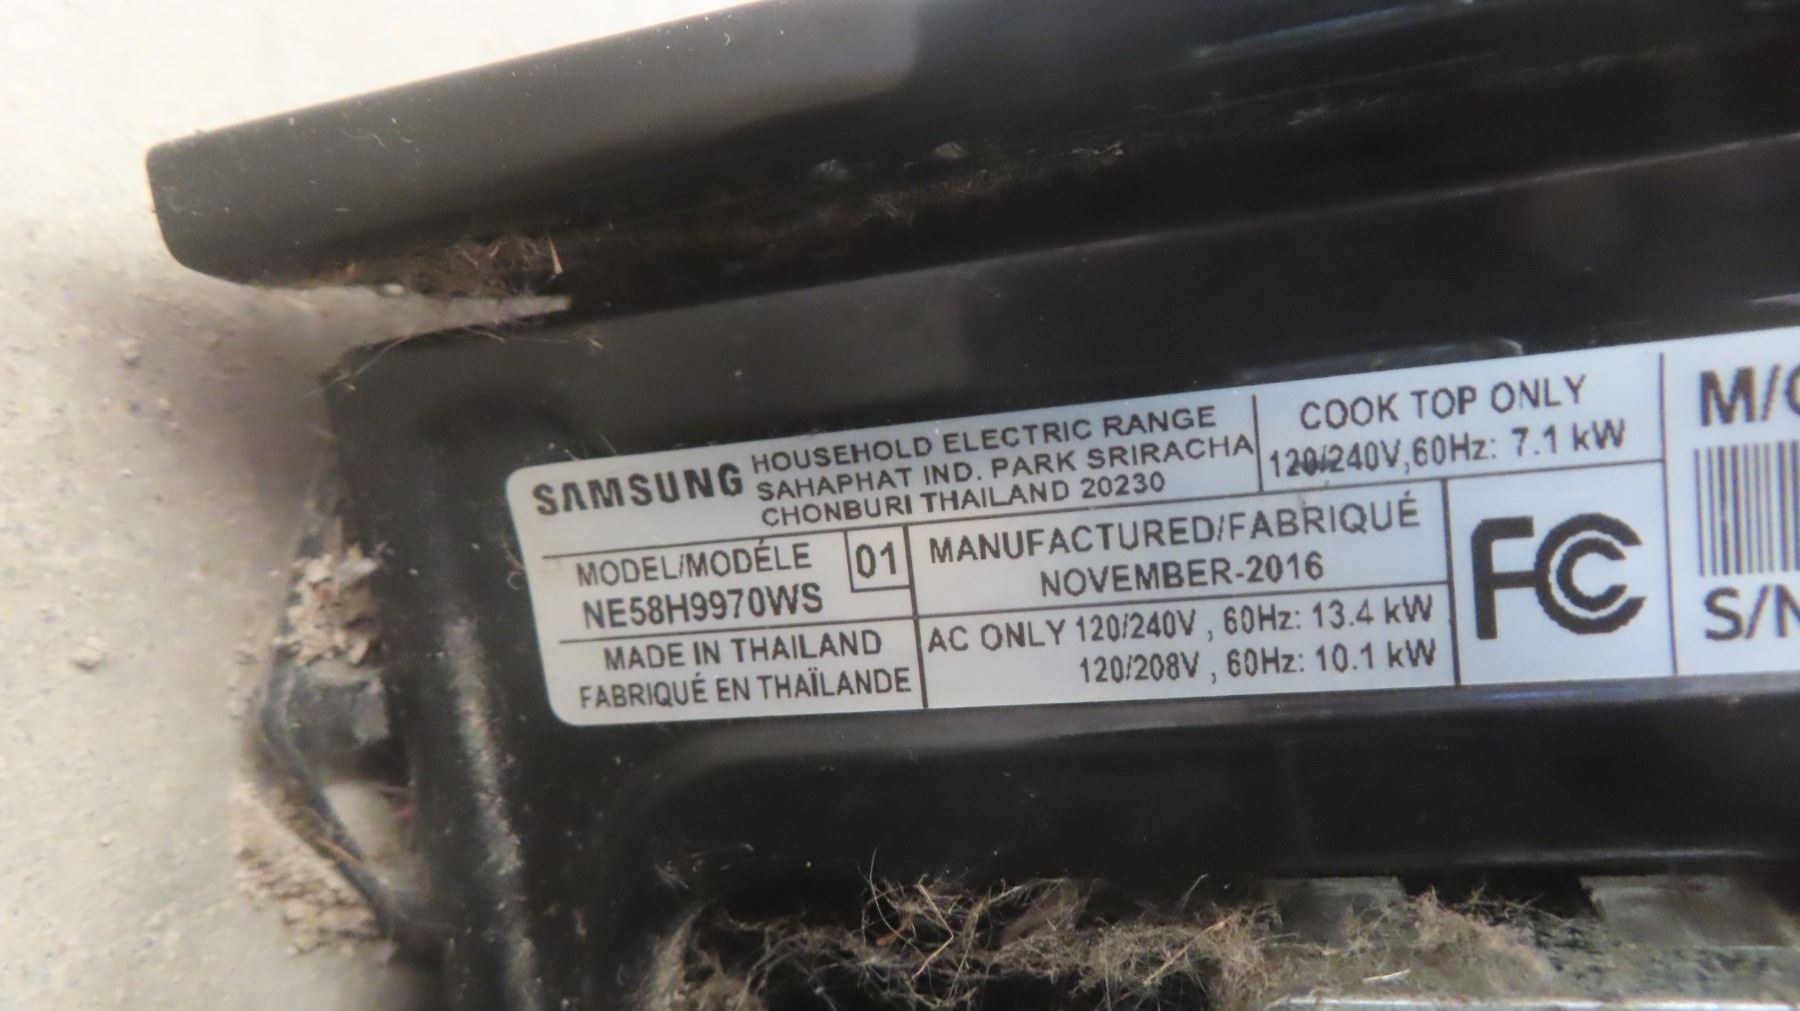 SAMSUNG
HOUSEHOLD ELECTRIC RANGE
SAHAPHAT IND. PARK SRIRACHA
CHONBURI THAILAND 20230
COOK TOP ONLY
120/240V,60Hz: 7.1 kW
MODEL/MODÉLE
NE58H9970WS
01
MANUFACTURED/FABRIQUÉ
NOVEMBER-2016
MADE IN THAILAND
FABRIQUÉ EN THAÏLANDE
AC ONLY 120/240V , 60Hz: 13.4 kW
120/208V , 60Hz: 10.1 kW
FC
M/
S/N